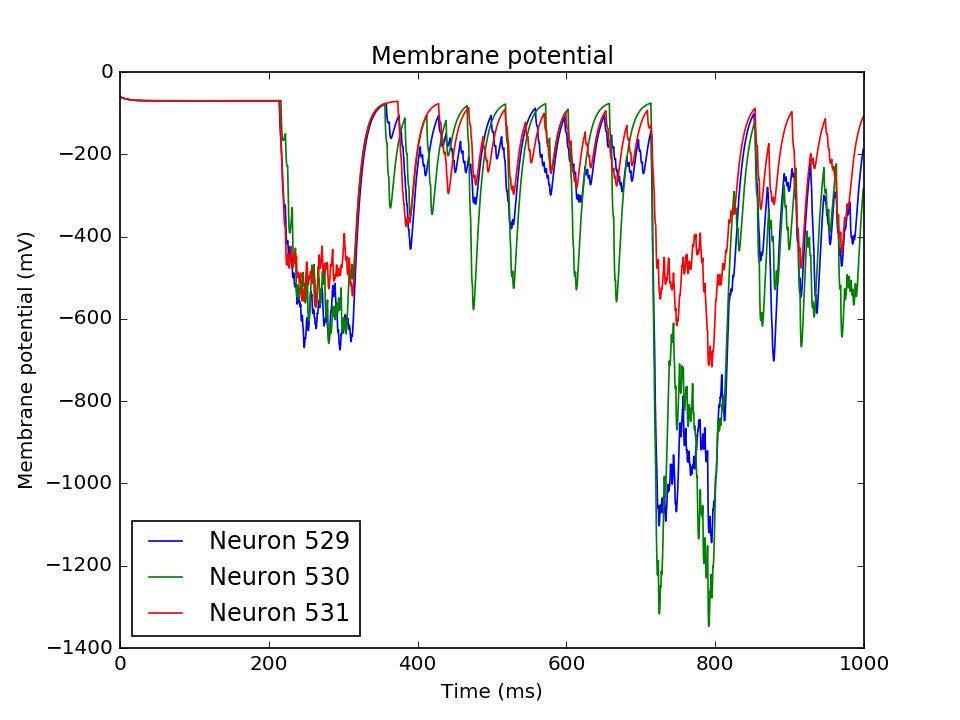 Membrane potential
0
−200
−400
−600
−800
−1000
−1200
−1400
Membrane potential (mV)
Neuron 529
Neuron 530
Neuron 531
0 200 400 600 800 1000
Time (ms)